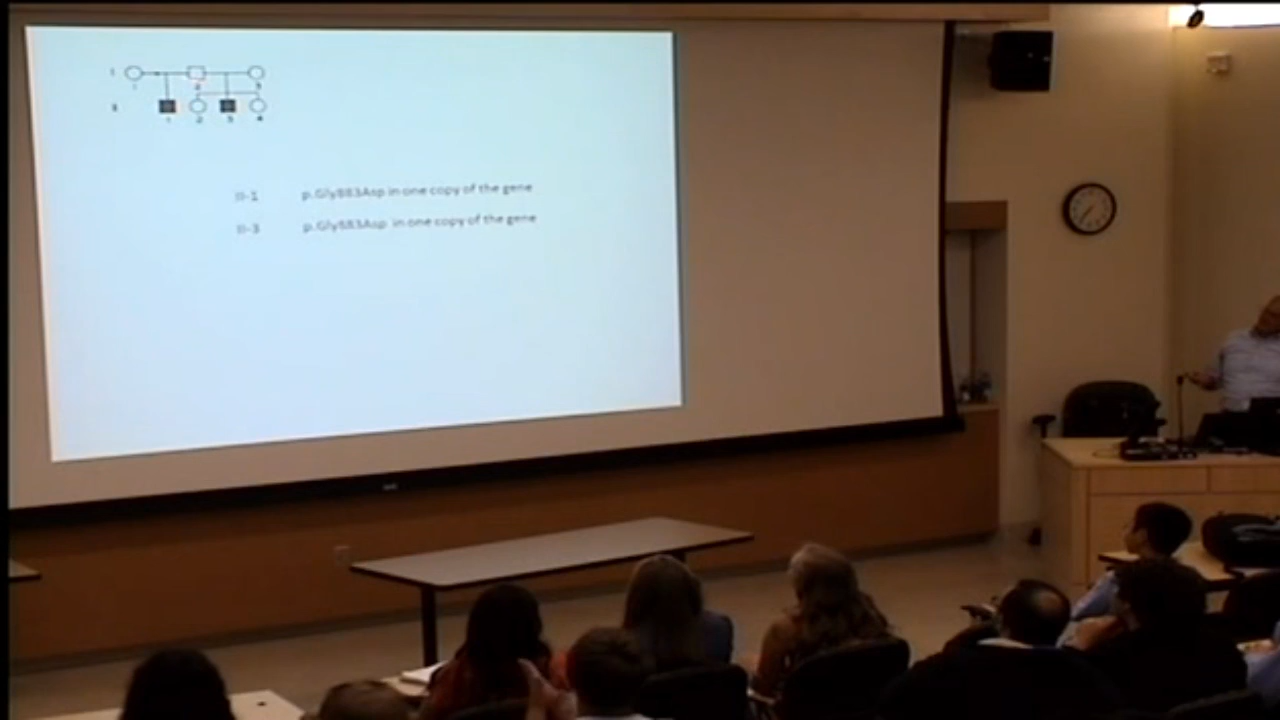 I
1 2 3
II
1 2 3 4
II-1 p.Gly883Asp in one copy of the gene
II-3 p.Gly883Asp in one copy of the gene